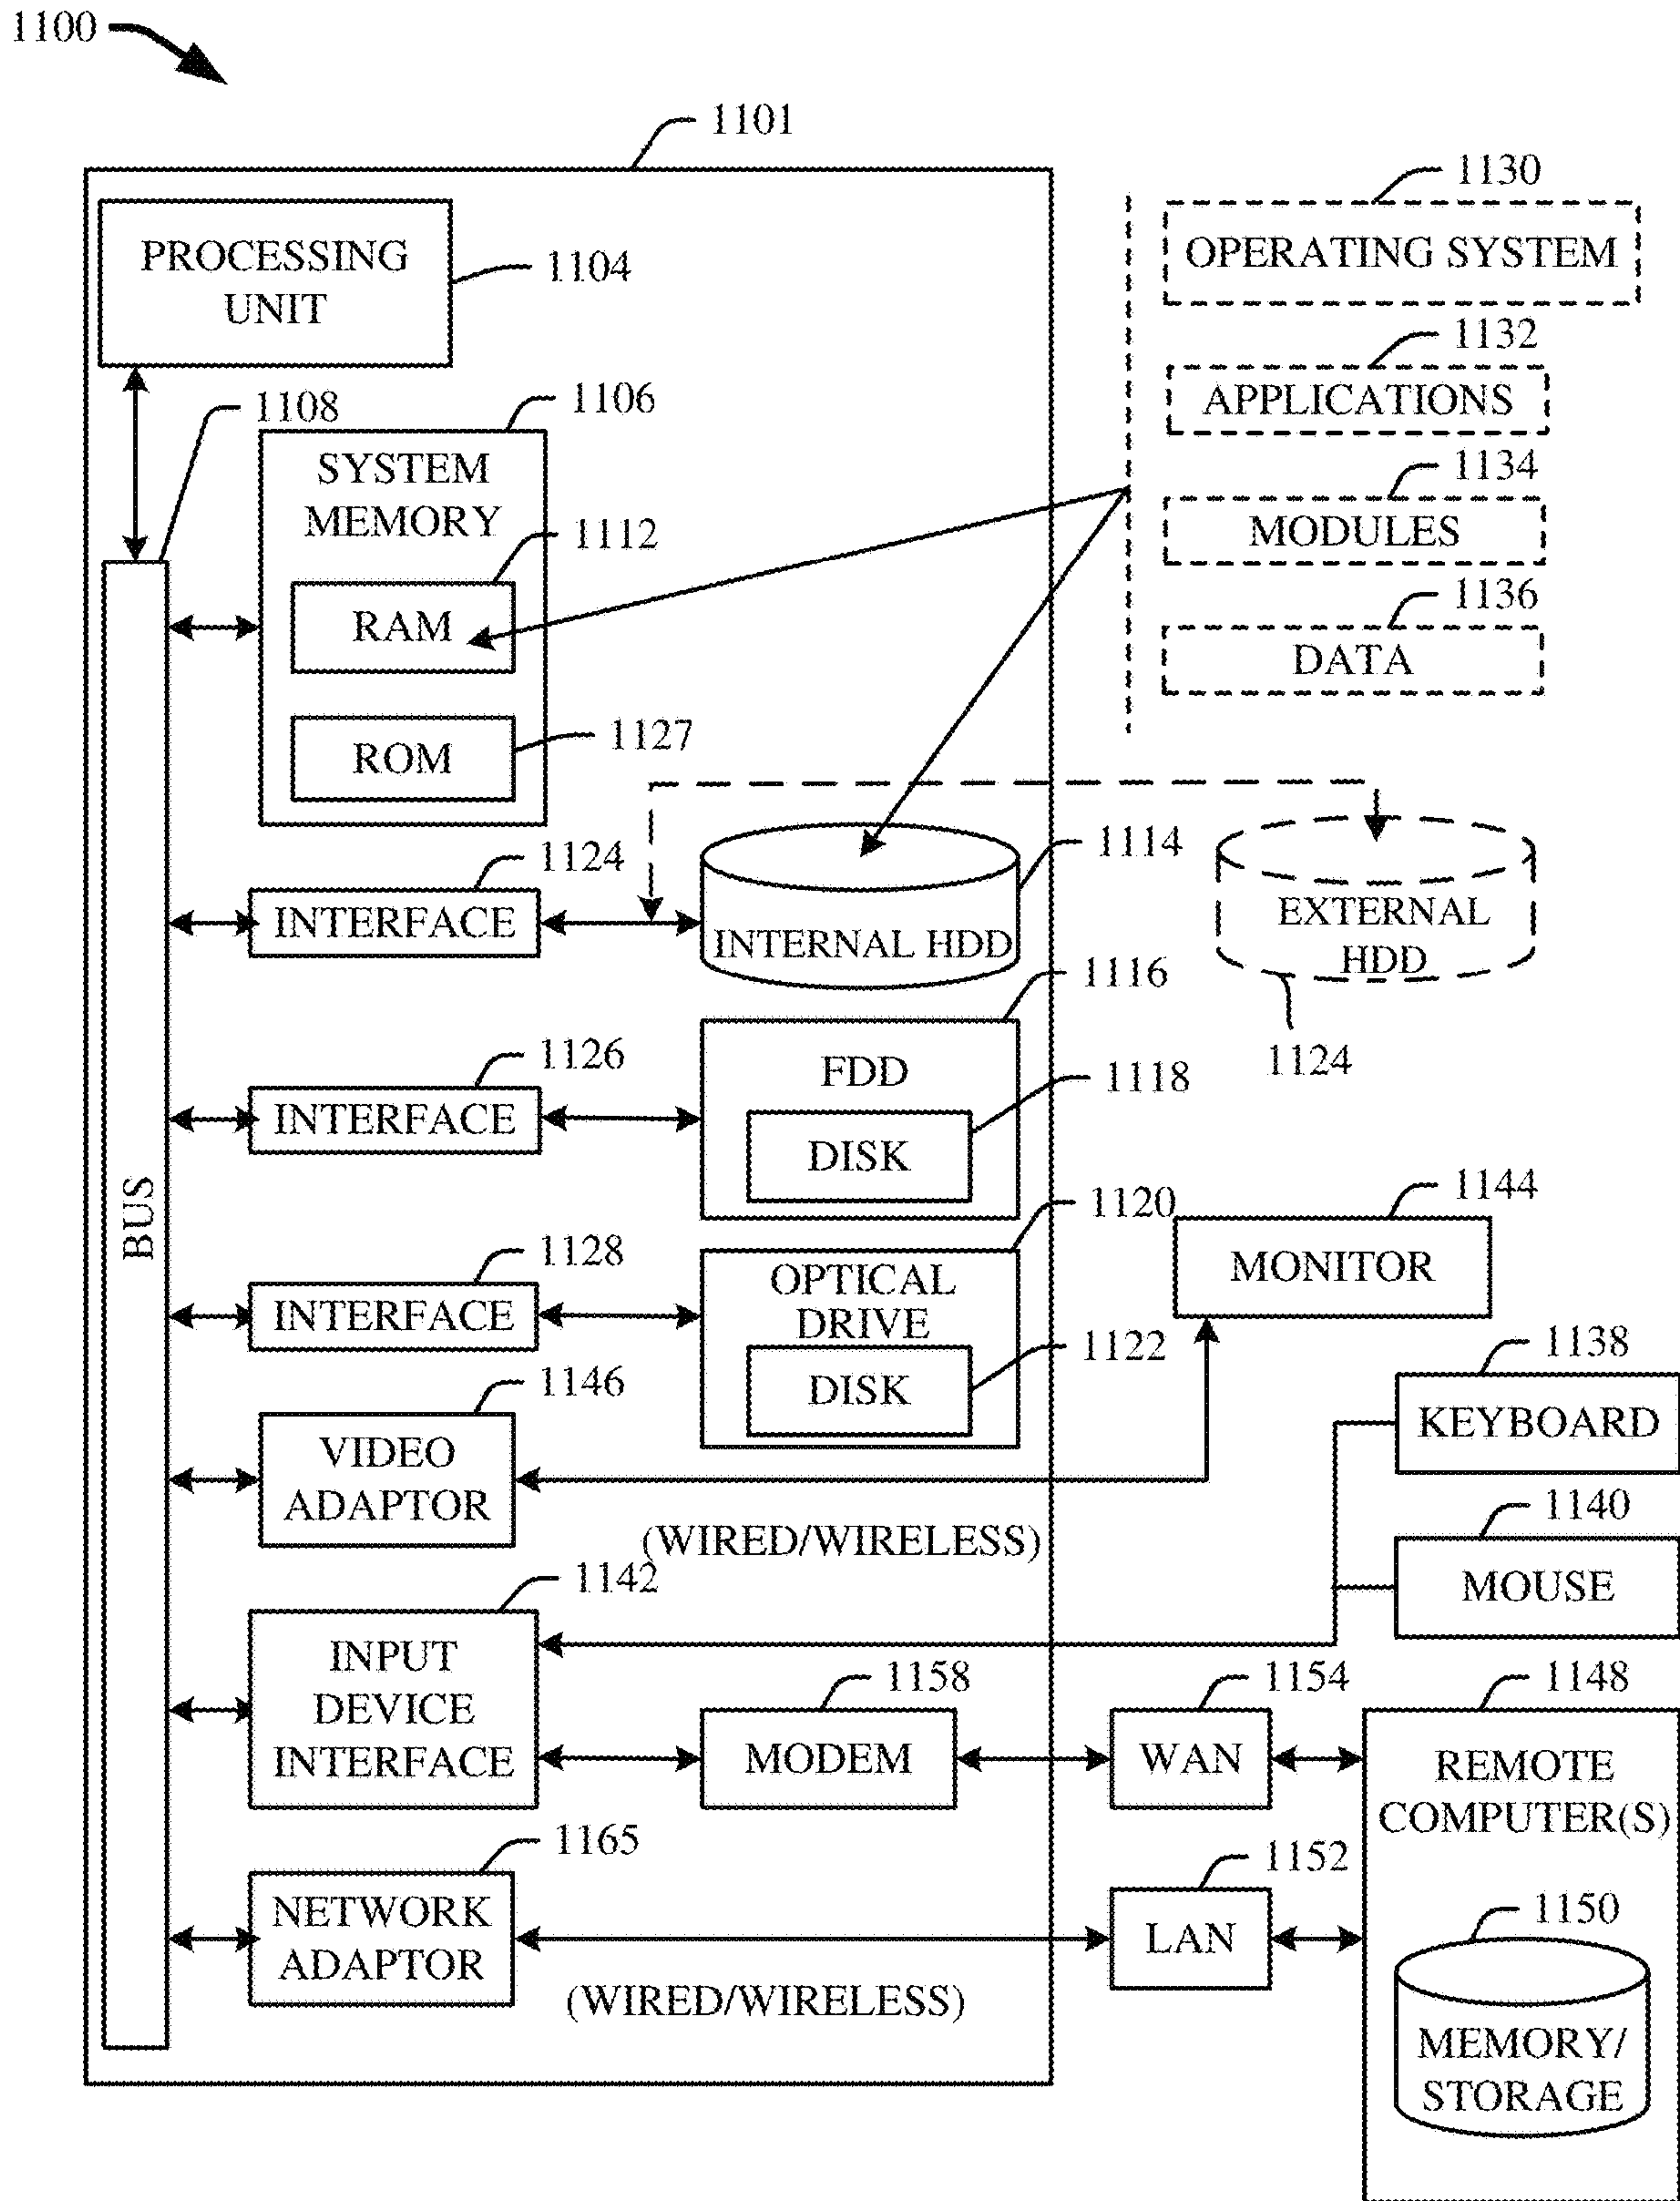 1100
1101
PROCESSING
UNIT
1104
1108
1106
SYSTEM
MEMORY
1112
RAM
ROM
1127
1130
OPERATING SYSTEM
1132
APPLICATIONS
1134
MODULES
1136
DATA
BUS
1124
INTERFACE
1114
INTERNAL HDD
EXTERNAL
HDD
1124
1126
INTERFACE
1116
FDD
1118
DISK
1128
INTERFACE
1120
OPTICAL
DRIVE
1122
DISK
1144
MONITOR
1146
VIDEO
ADAPTOR
(WIRED/WIRELESS)
1138
KEYBOARD
1140
MOUSE
1142
INPUT
DEVICE
INTERFACE
1158
MODEM
1154
WAN
1148
REMOTE
COMPUTER(S)
1165
NETWORK
ADAPTOR
(WIRED/WIRELESS)
1152
LAN
1150
MEMORY/
STORAGE